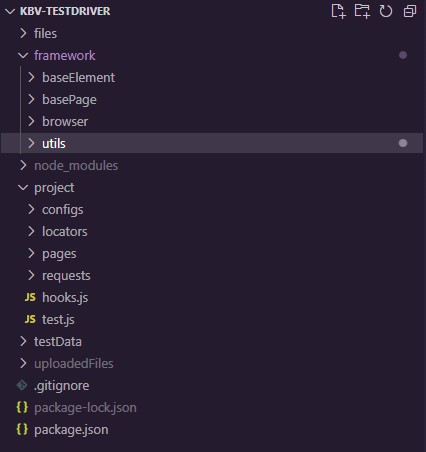 KBV-TESTDRIVER
files
framework
baseElement
basePage
browser
utils
node_modules
project
configs
locators
pages
requests
JS hooks.js
JS test.js
testData
uploadedFiles
.gitignore
{ } package-lock.json
{ } package.json